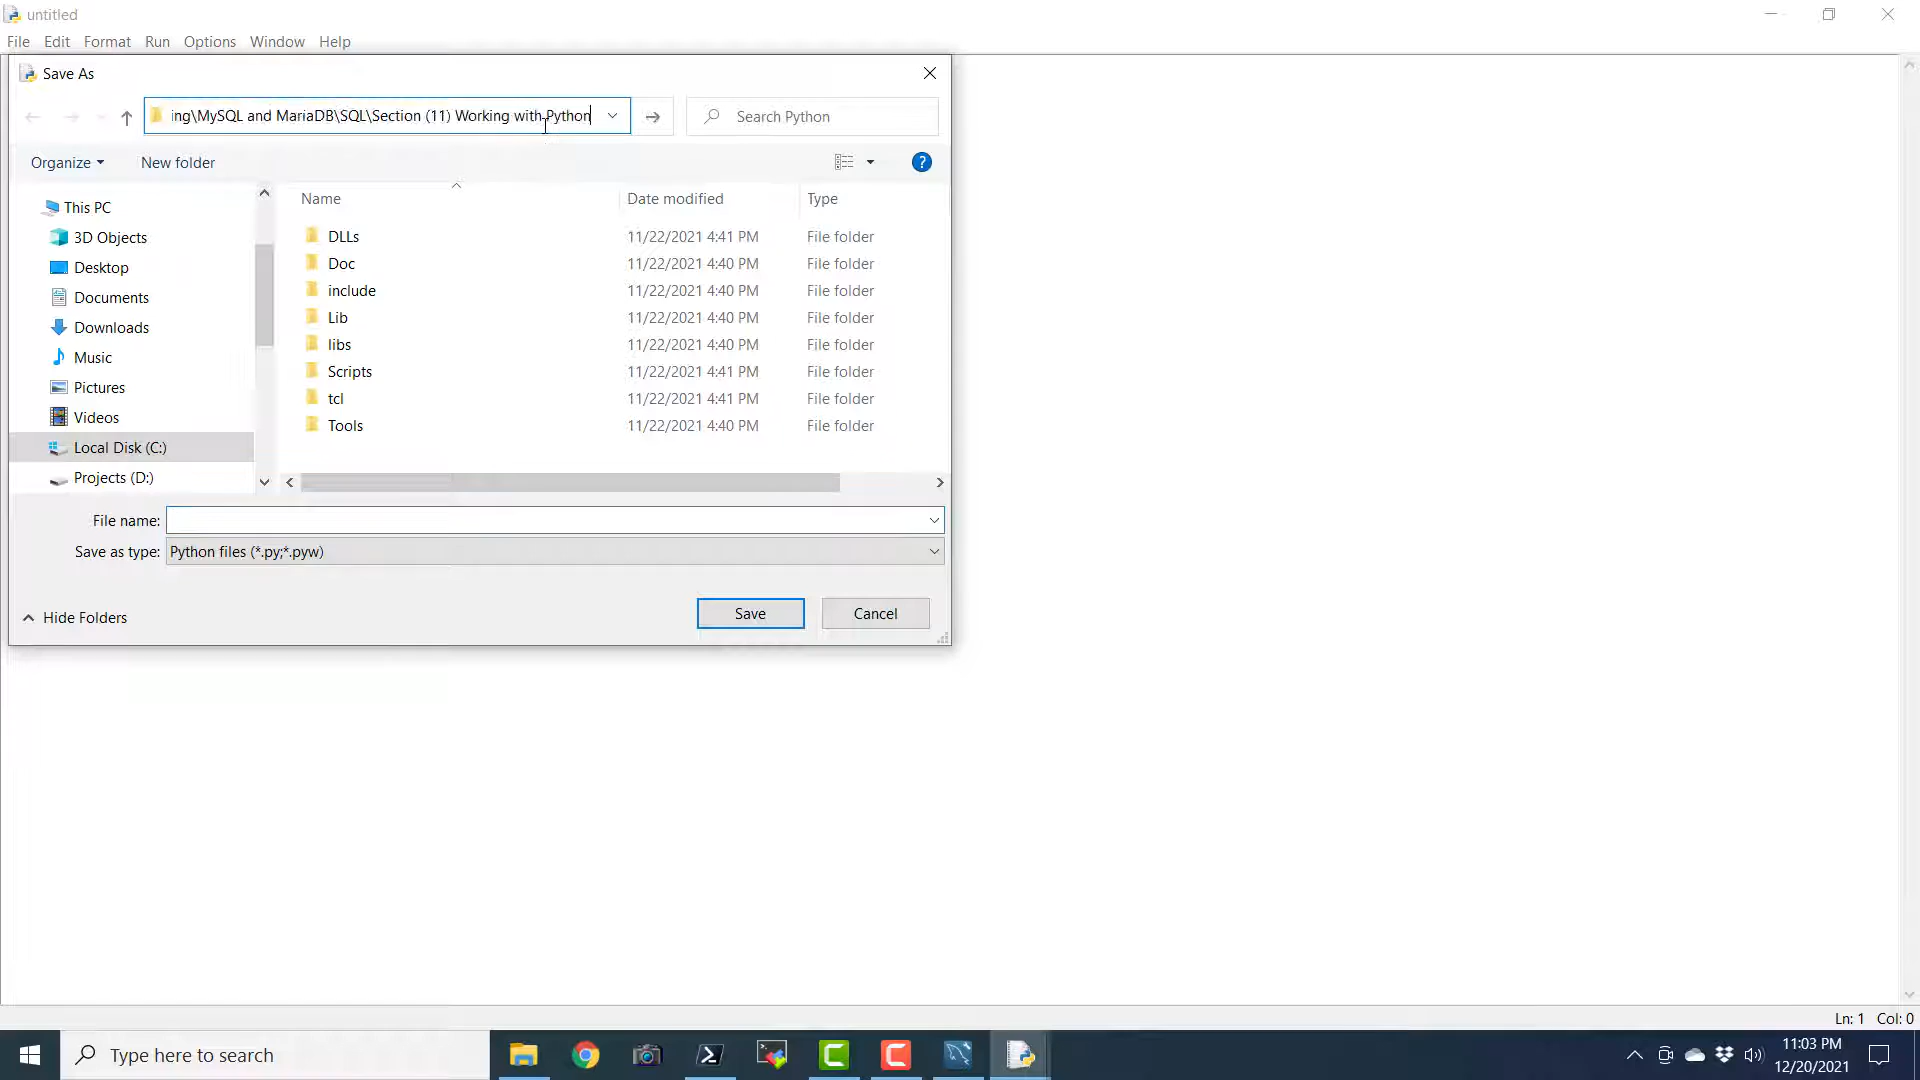 untitled
File Edit Format Run Options Window Help
Save As
ing\MySQL and MariaDB\SQL\Section (11) Working with Python
Search Python
Organize New folder
Name Date modified Type
This PC
3D Objects
Desktop
Documents
Downloads
Music
Pictures
Videos
Local Disk (C:)
Projects (D:)
DLLs 11/22/2021 4:41 PM File folder
Doc 11/22/2021 4:40 PM File folder
include 11/22/2021 4:40 PM File folder
Lib 11/22/2021 4:40 PM File folder
libs 11/22/2021 4:40 PM File folder
Scripts 11/22/2021 4:41 PM File folder
tcl 11/22/2021 4:41 PM File folder
Tools 11/22/2021 4:40 PM File folder
File name:
Save as type: Python files (*.py;*.pyw)
Hide Folders
Save Cancel
Ln: 1 Col: 0
Type here to search
11:03 PM
12/20/2021